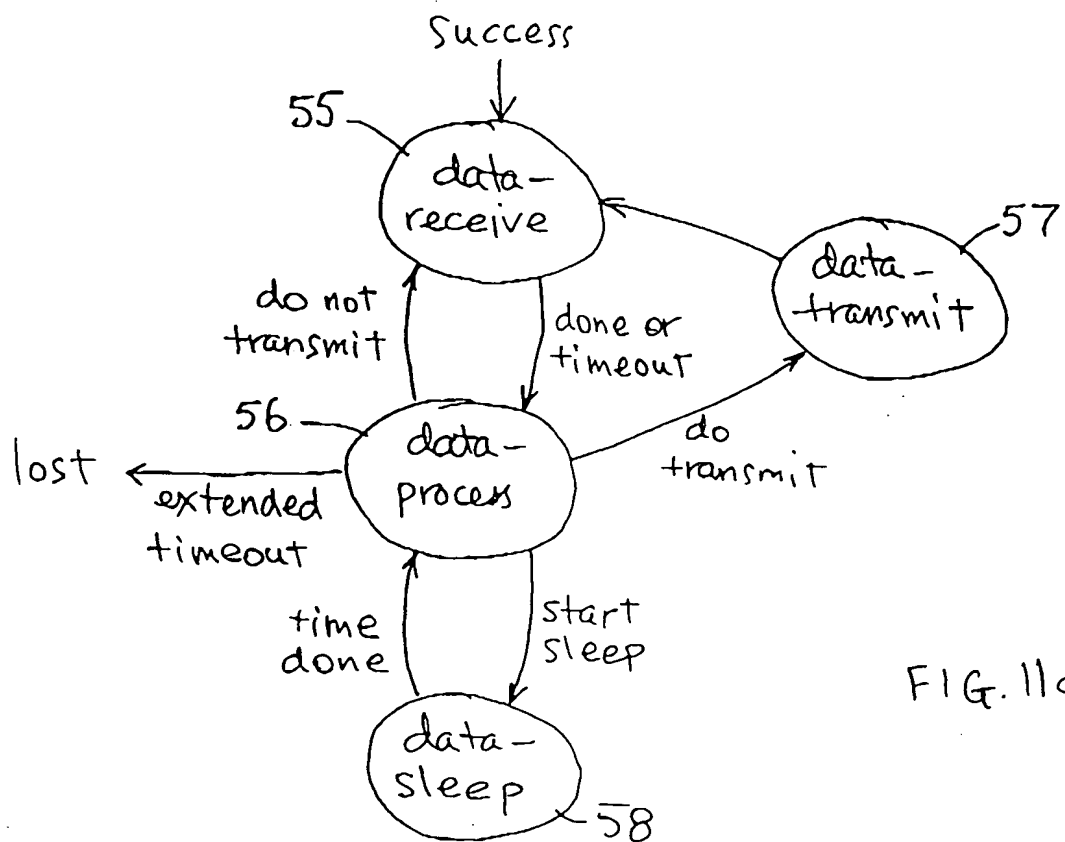 Success
55
data-
receive
57
data-
transmit
do not
transmit
done or
timeout
56
data-
process
do
transmit
lost
extended
timeout
time
done
start
sleep
FIG. 11c
data-
sleep
58